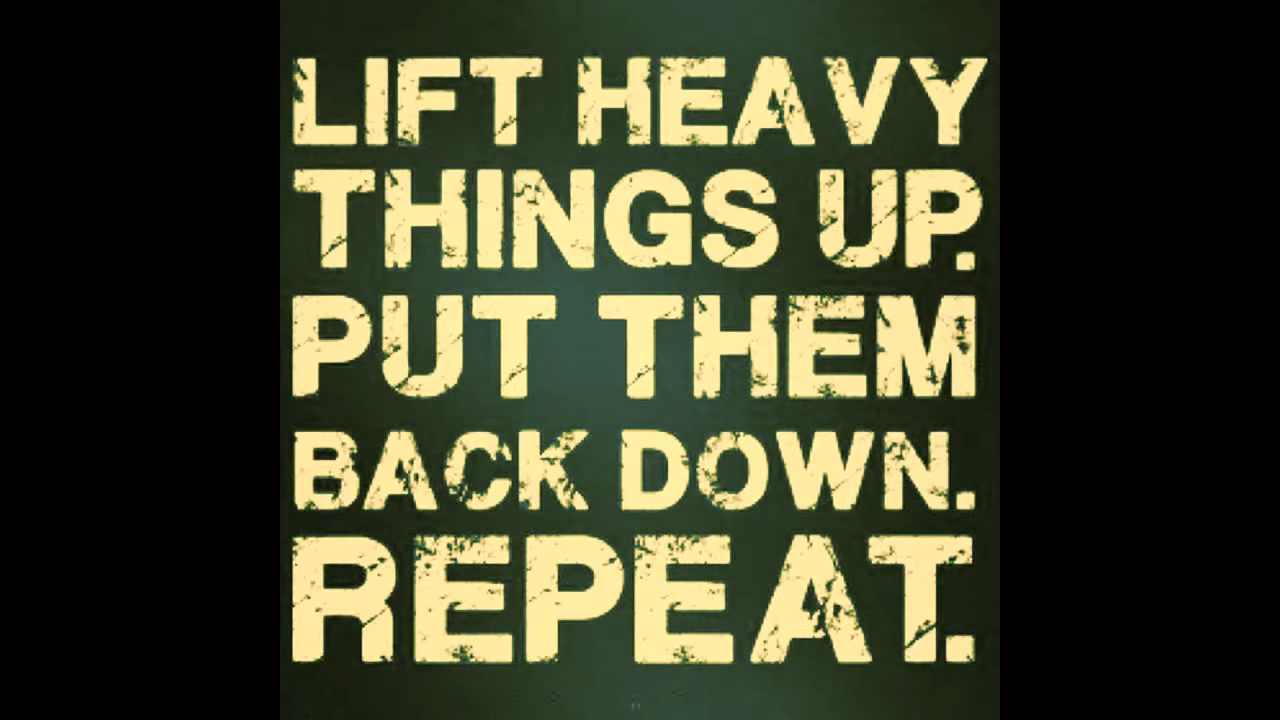 LIFT HEAVY
THINGS UP.
PUT THEM
BACK DOWN.
REPEAT.